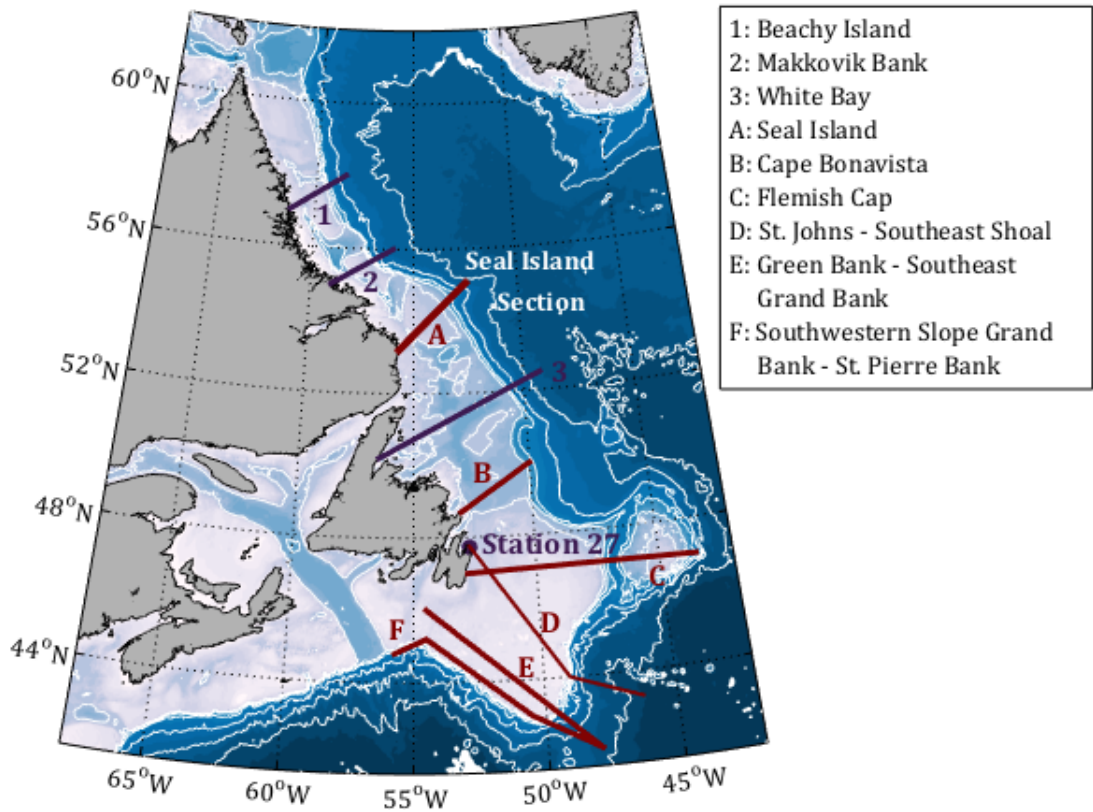 60°N
56°N
52°N
48°N
44°N
65°W
60°W
55°W
50°W
45°W
1
2
Seal Island
Section
A
3
B
Station 27
C
D
F
E
1: Beachy Island
2: Makkovik Bank
3: White Bay
A: Seal Island
B: Cape Bonavista
C: Flemish Cap
D: St. Johns - Southeast Shoal
E: Green Bank - Southeast
Grand Bank
F: Southwestern Slope Grand
Bank - St. Pierre Bank